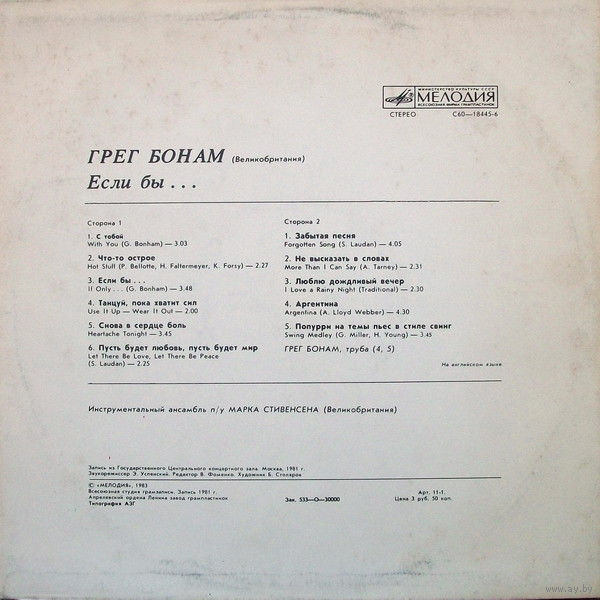 МИНИСТЕРСТВО КУЛЬТУРЫ СССР
МЕЛОДИЯ
ВСЕСОЮЗНАЯ ФИРМА ГРАМПЛАСТИНОК
СТЕРЕО С60—18445-6
ГРЕГ БОНАМ (Великобритания)
Если бы . . .
Сторона 1
1. С тобой
With You (G. Bonham) — 3.03
2. Что-то острое
Hot Stuff (P. Bellotte, H. Faltermeyer, K. Forsy) — 2.27
3. Если бы . . .
If Only . . . (G. Bonham) — 3.48
4. Танцуй, пока хватит сил
Use It Up — Wear It Out — 2.00
5. Снова в сердце боль
Heartache Tonight — 3.45
6. Пусть будет любовь, пусть будет мир
Let There Be Love, Let There Be Peace
(S. Laudan) — 2.25
Сторона 2
1. Забытая песня
Forgotten Song (S. Laudan) — 4.05
2. Не высказать в словах
More Than I Can Say (A. Tarney) — 2.31
3. Люблю дождливый вечер
I Love a Rainy Night (Traditional) — 2.30
4. Аргентина
Argentina (A. Lloyd Webber) — 4.30
5. Попурри на темы пьес в стиле свинг
Swing Medley (G. Miller, H. Young) — 3.45
ГРЕГ БОНАМ, труба (4, 5)
На английском языке
Инструментальный ансамбль п/у МАРКА СТИВЕНСЕНА (Великобритания)
Запись из Государственного Центрального концертного зала. Москва, 1981 г.
Звукорежиссер Э. Успенский. Редактор В. Фоменко. Художник Б. Столяров
© «МЕЛОДИЯ», 1983
Всесоюзная студия грамзаписи. Запись 1981 г.
Апрелевский ордена Ленина завод грампластинок
Типография АЗГ
Зак. 533—О—30000
Арт. 11-1.
Цена 3 руб. 50 коп.
www.ay.by